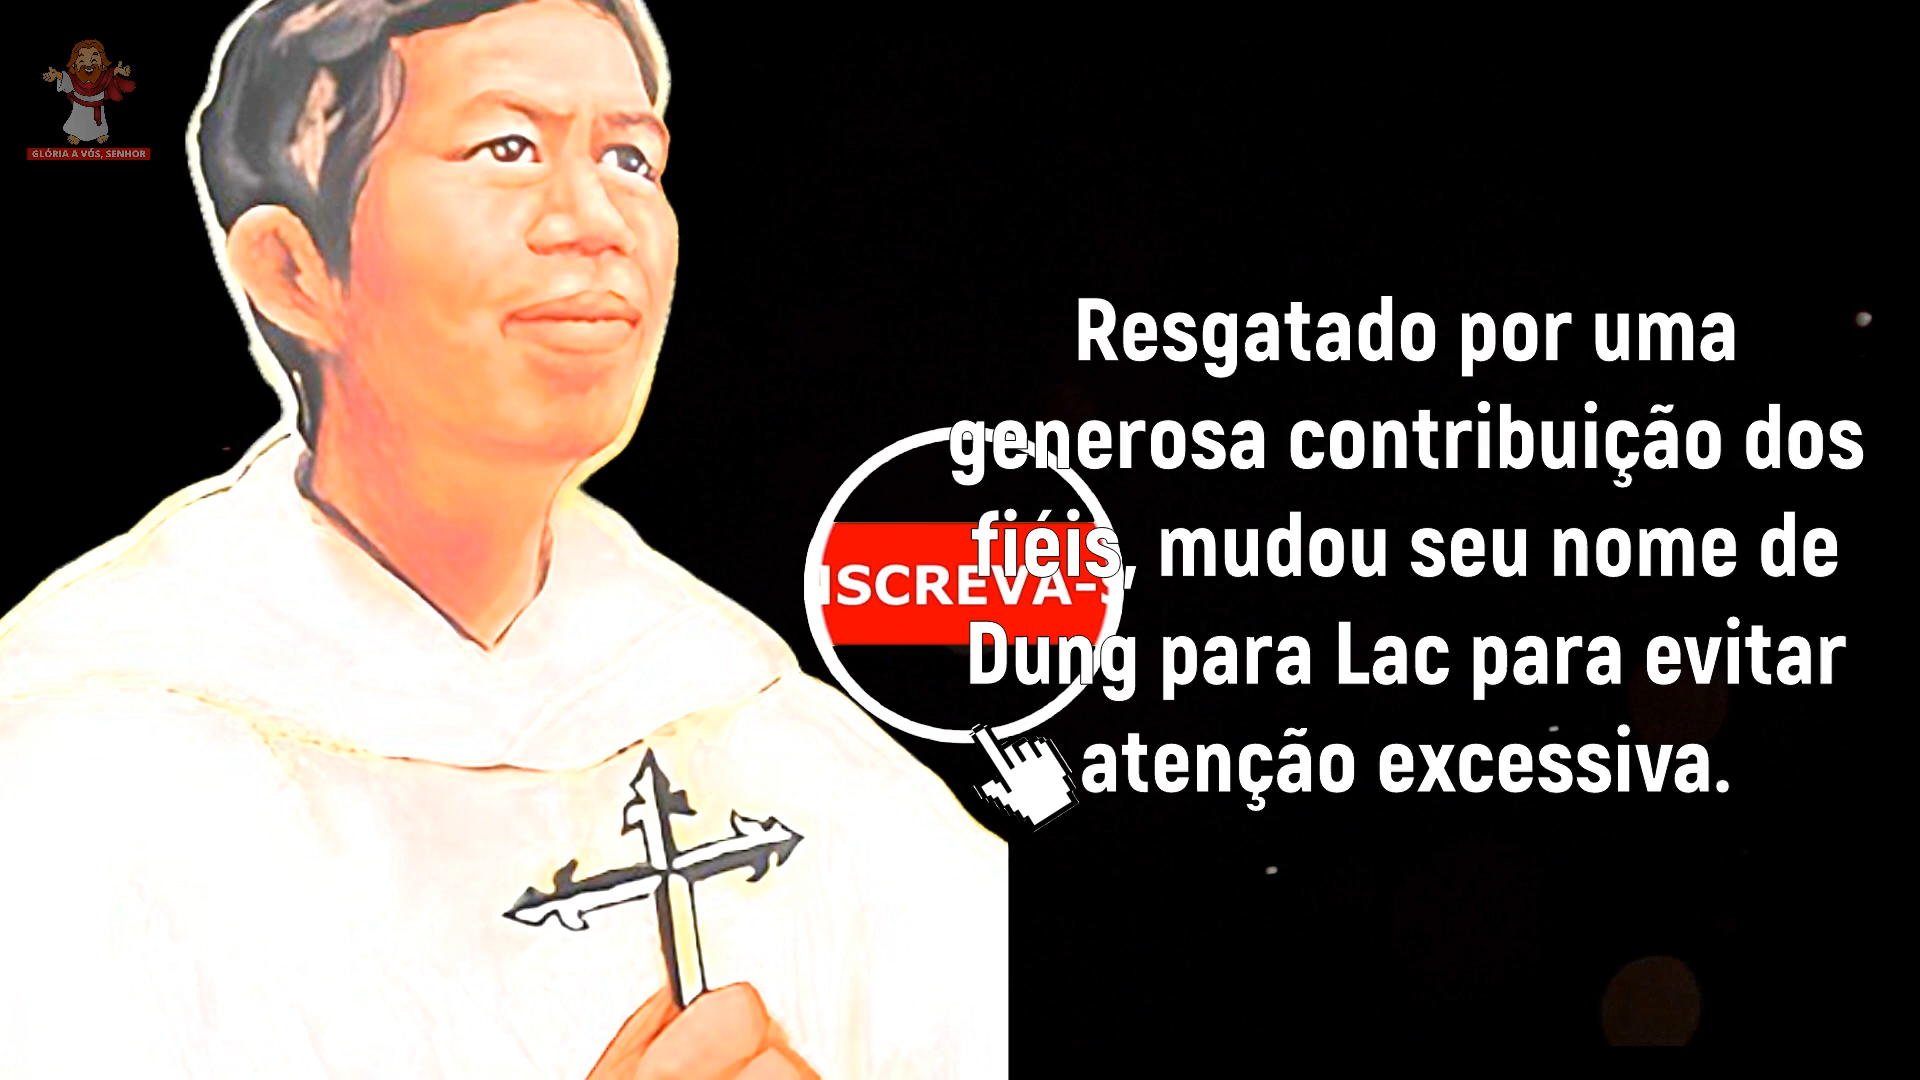 GLÓRIA A VÓS, SENHOR
Resgatado por uma
generosa contribuição dos
fiéis, mudou seu nome de
Dung para Lac para evitar
atenção excessiva.